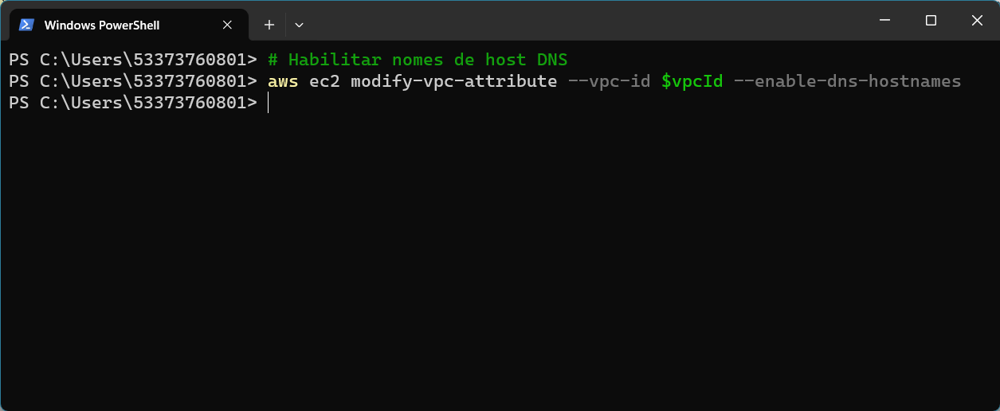 Windows PowerShell
PS C:\Users\53373760801> # Habilitar nomes de host DNS
PS C:\Users\53373760801> aws ec2 modify-vpc-attribute --vpc-id $vpcId --enable-dns-hostnames
PS C:\Users\53373760801>